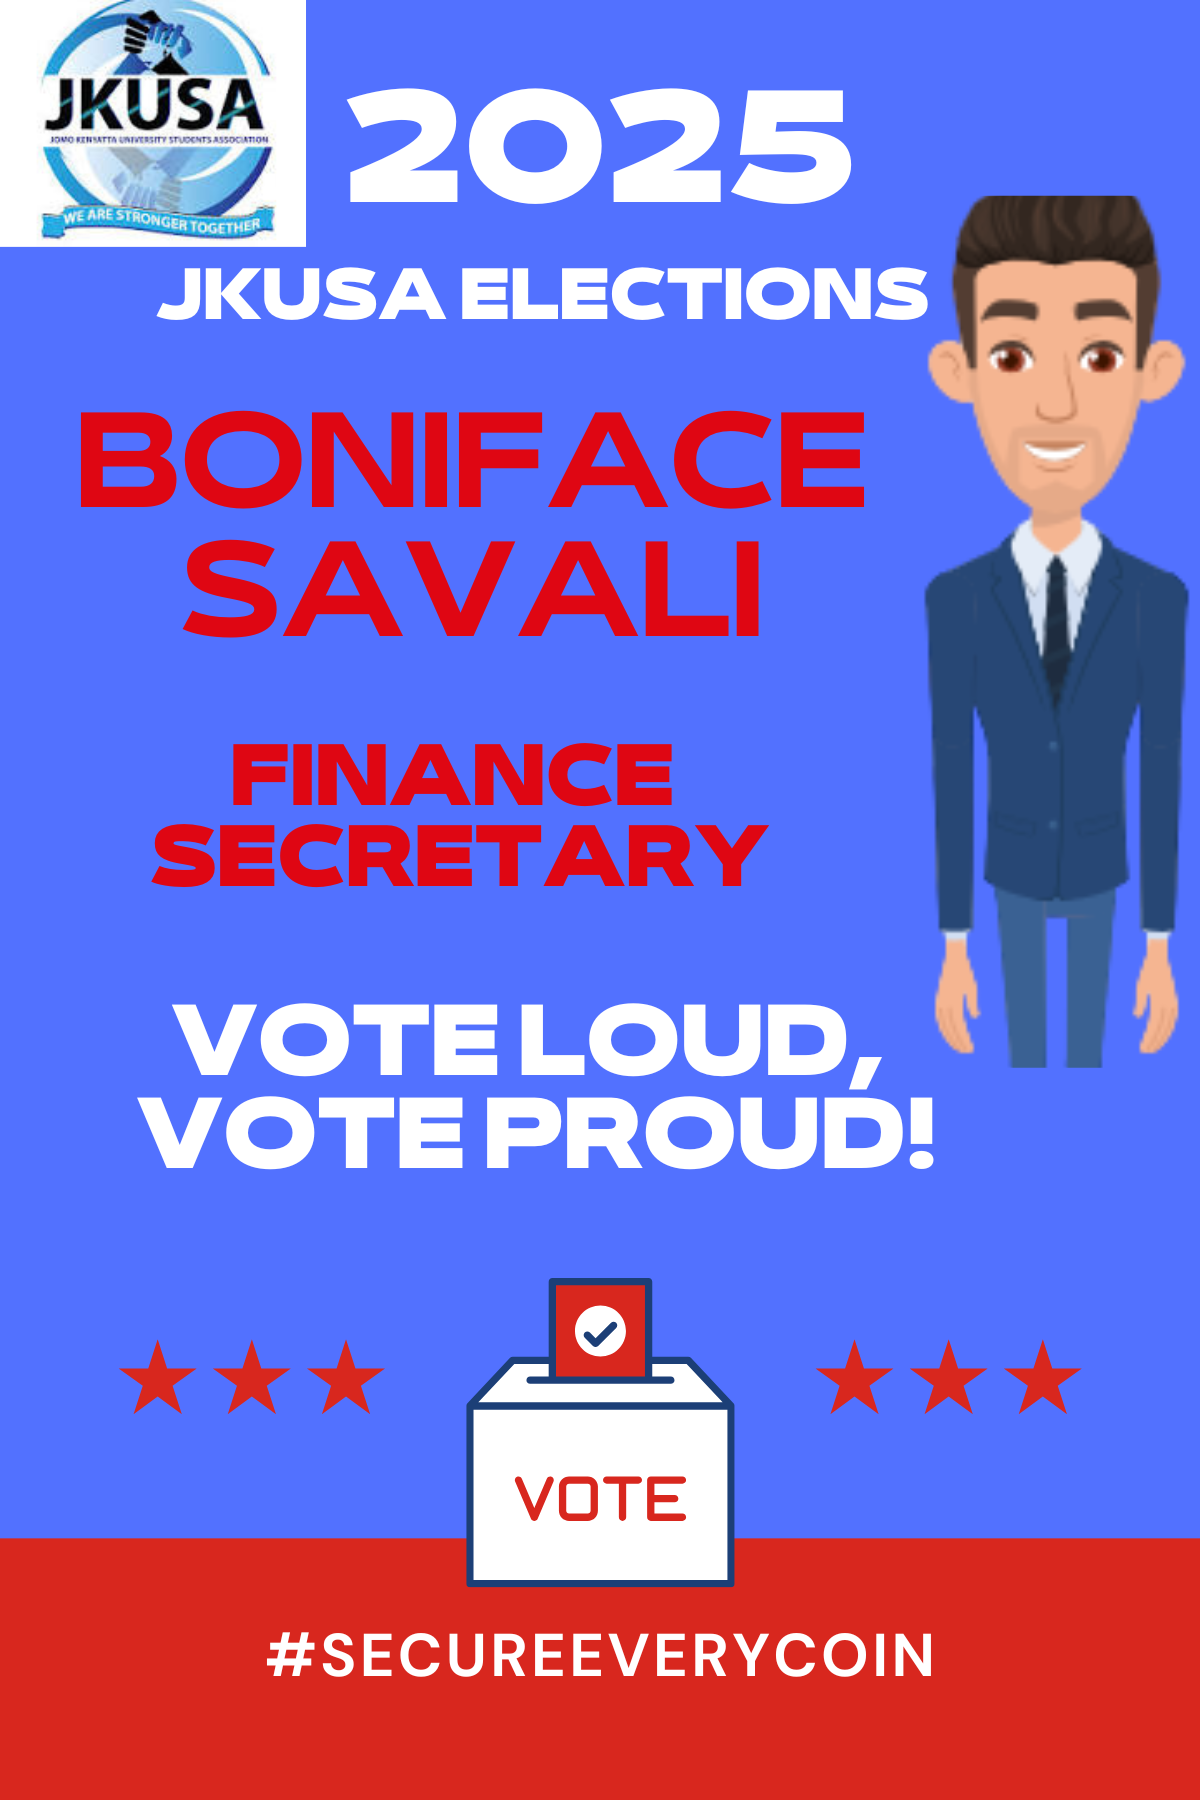 JKUSA
JOMO KENYATTA UNIVERSITY STUDENTS ASSOCIATION
WE ARE STRONGER TOGETHER
2025
JKUSA ELECTIONS
BONIFACE
SAVALI
FINANCE
SECRETARY
VOTE LOUD,
VOTE PROUD!
VOTE
#SECUREEVERYCOIN